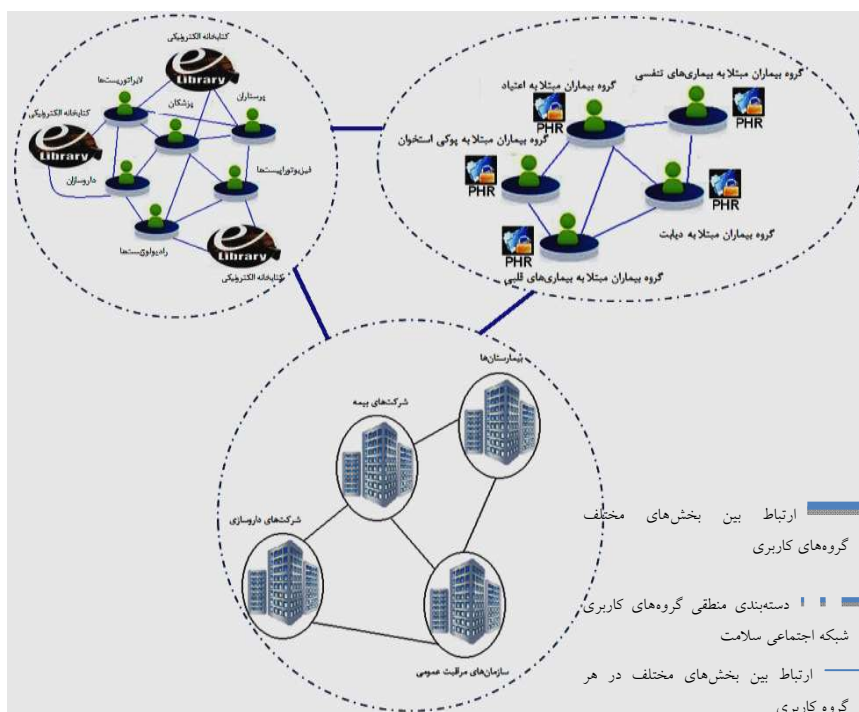 کتابخانه الکترونیکی
e Library
لابراتوریست‌ها
پزشکان
پرستاران
کتابخانه الکترونیکی
e Library
داروسازان
فیزیوتراپیست‌ها
رادیولوژیست‌ها
e Library
کتابخانه الکترونیکی
گروه بیماران مبتلا به بیماری‌های تنفسی
گروه بیماران مبتلا به اعتیاد
PHR
PHR
گروه بیماران مبتلا به پوکی استخوان
PHR
PHR
گروه بیماران مبتلا به دیابت
PHR
گروه بیماران مبتلا به بیماری‌های قلبی
بیمارستان‌ها
شرکت‌های بیمه
شرکت‌های داروسازی
سازمان‌های مراقبت عمومی
ارتباط بین بخش‌های مختلف
گروه‌های کاربری
دسته‌بندی منطقی گروه‌های کاربری
شبکه اجتماعی سلامت
ارتباط بین بخش‌های مختلف در هر
گروه کاربری